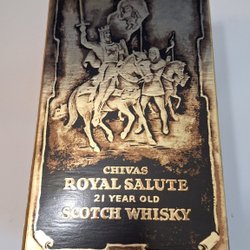 CHIVAS
ROYAL SALUTE
21 YEAR OLD
SCOTCH WHISKY